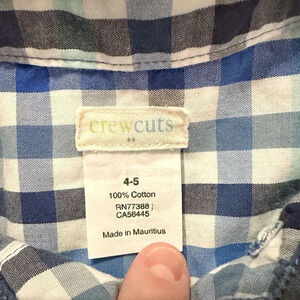 crewcuts
4-5
100% Cotton
RN77388 /
CA56445
Made in Mauritius